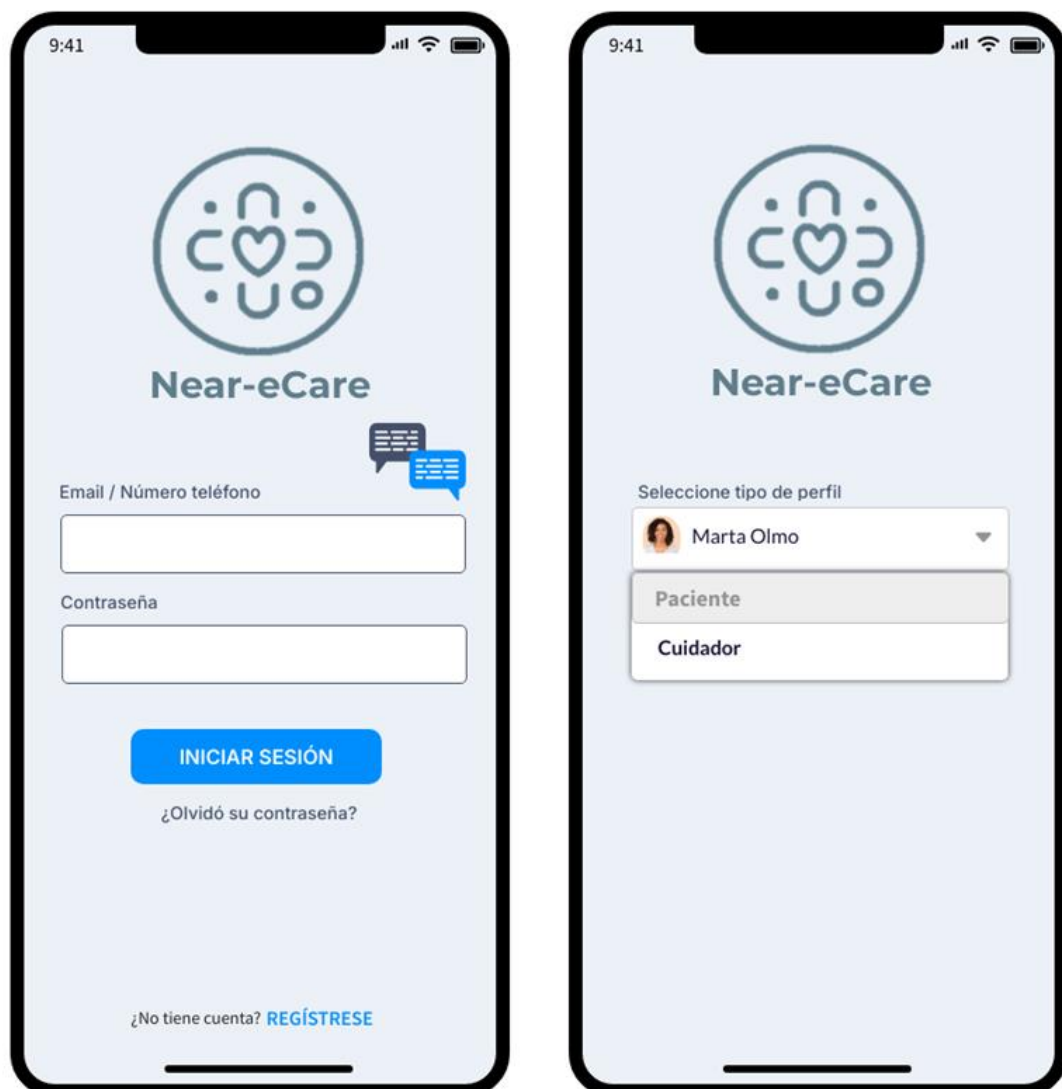 9:41
Near-eCare
Email / Número teléfono
Contraseña
INICIAR SESIÓN
¿Olvidó su contraseña?
¿No tiene cuenta? REGÍSTRESE
9:41
Near-eCare
Seleccione tipo de perfil
Marta Olmo
Paciente
Cuidador